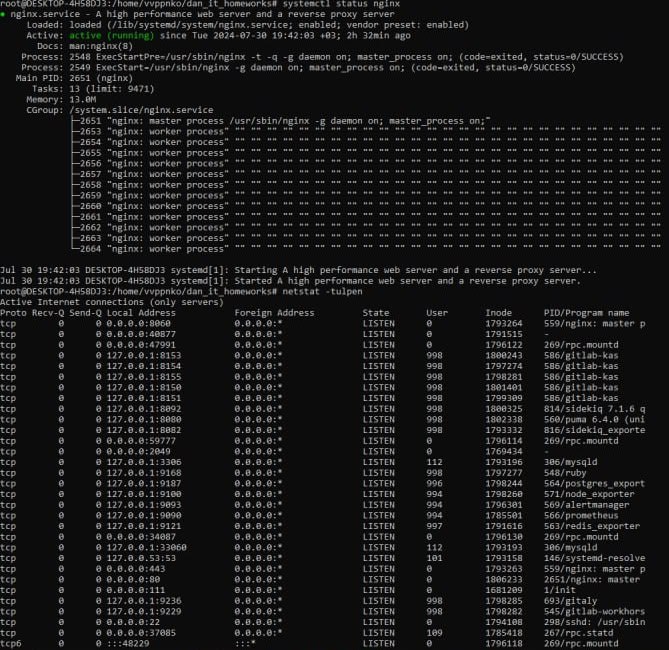 root@DESKTOP-4H58DJ3:/home/vvppnko/dan_it_homeworks# systemctl status nginx
● nginx.service - A high performance web server and a reverse proxy server
Loaded: loaded (/lib/systemd/system/nginx.service; enabled; vendor preset: enabled)
Active: active (running) since Tue 2024-07-30 19:42:03 +03; 2h 32min ago
Docs: man:nginx(8)
Process: 2548 ExecStartPre=/usr/sbin/nginx -t -q -g daemon on; master_process on; (code=exited, status=0/SUCCESS)
Process: 2549 ExecStart=/usr/sbin/nginx -g daemon on; master_process on; (code=exited, status=0/SUCCESS)
Main PID: 2651 (nginx)
Tasks: 13 (limit: 9471)
Memory: 13.0M
CGroup: /system.slice/nginx.service
├─2651 "nginx: master process /usr/sbin/nginx -g daemon on; master_process on;"
├─2653 "nginx: worker process" "" "" "" "" "" "" "" "" "" "" "" "" "" "" "" "" "" "" "" "" "" "" "" "" "" "" "" ""
├─2654 "nginx: worker process" "" "" "" "" "" "" "" "" "" "" "" "" "" "" "" "" "" "" "" "" "" "" "" "" "" "" "" ""
├─2655 "nginx: worker process" "" "" "" "" "" "" "" "" "" "" "" "" "" "" "" "" "" "" "" "" "" "" "" "" "" "" "" ""
├─2656 "nginx: worker process" "" "" "" "" "" "" "" "" "" "" "" "" "" "" "" "" "" "" "" "" "" "" "" "" "" "" "" ""
├─2657 "nginx: worker process" "" "" "" "" "" "" "" "" "" "" "" "" "" "" "" "" "" "" "" "" "" "" "" "" "" "" "" ""
├─2658 "nginx: worker process" "" "" "" "" "" "" "" "" "" "" "" "" "" "" "" "" "" "" "" "" "" "" "" "" "" "" "" ""
├─2659 "nginx: worker process" "" "" "" "" "" "" "" "" "" "" "" "" "" "" "" "" "" "" "" "" "" "" "" "" "" "" "" ""
├─2660 "nginx: worker process" "" "" "" "" "" "" "" "" "" "" "" "" "" "" "" "" "" "" "" "" "" "" "" "" "" "" "" ""
├─2661 "nginx: worker process" "" "" "" "" "" "" "" "" "" "" "" "" "" "" "" "" "" "" "" "" "" "" "" "" "" "" "" ""
├─2662 "nginx: worker process" "" "" "" "" "" "" "" "" "" "" "" "" "" "" "" "" "" "" "" "" "" "" "" "" "" "" "" ""
├─2663 "nginx: worker process" "" "" "" "" "" "" "" "" "" "" "" "" "" "" "" "" "" "" "" "" "" "" "" "" "" "" "" ""
└─2664 "nginx: worker process" "" "" "" "" "" "" "" "" "" "" "" "" "" "" "" "" "" "" "" "" "" "" "" "" "" "" "" ""
Jul 30 19:42:03 DESKTOP-4H58DJ3 systemd[1]: Starting A high performance web server and a reverse proxy server...
Jul 30 19:42:03 DESKTOP-4H58DJ3 systemd[1]: Started A high performance web server and a reverse proxy server.
root@DESKTOP-4H58DJ3:/home/vvppnko/dan_it_homeworks# netstat -tulpen
Active Internet connections (only servers)
Proto Recv-Q Send-Q Local Address Foreign Address State User Inode PID/Program name
tcp 0 0 0.0.0.0:8060 0.0.0.0:* LISTEN 0 1793264 559/nginx: master p
tcp 0 0 0.0.0.0:40877 0.0.0.0:* LISTEN 0 1791515 -
tcp 0 0 0.0.0.0:47991 0.0.0.0:* LISTEN 0 1796122 269/rpc.mountd
tcp 0 0 127.0.0.1:8153 0.0.0.0:* LISTEN 998 1800243 586/gitlab-kas
tcp 0 0 127.0.0.1:8154 0.0.0.0:* LISTEN 998 1797274 586/gitlab-kas
tcp 0 0 127.0.0.1:8155 0.0.0.0:* LISTEN 998 1798281 586/gitlab-kas
tcp 0 0 127.0.0.1:8150 0.0.0.0:* LISTEN 998 1801401 586/gitlab-kas
tcp 0 0 127.0.0.1:8151 0.0.0.0:* LISTEN 998 1799309 586/gitlab-kas
tcp 0 0 127.0.0.1:8092 0.0.0.0:* LISTEN 998 1800325 814/sidekiq 7.1.6 q
tcp 0 0 127.0.0.1:8080 0.0.0.0:* LISTEN 998 1802338 560/puma 6.4.0 (uni
tcp 0 0 127.0.0.1:8082 0.0.0.0:* LISTEN 998 1793332 816/sidekiq_exporte
tcp 0 0 0.0.0.0:59777 0.0.0.0:* LISTEN 0 1796114 269/rpc.mountd
tcp 0 0 0.0.0.0:2049 0.0.0.0:* LISTEN 0 1769434 -
tcp 0 0 127.0.0.1:3306 0.0.0.0:* LISTEN 112 1793196 306/mysqld
tcp 0 0 127.0.0.1:9168 0.0.0.0:* LISTEN 998 1797277 548/ruby
tcp 0 0 127.0.0.1:9187 0.0.0.0:* LISTEN 996 1798244 564/postgres_export
tcp 0 0 127.0.0.1:9100 0.0.0.0:* LISTEN 994 1798260 571/node_exporter
tcp 0 0 127.0.0.1:9093 0.0.0.0:* LISTEN 994 1796301 569/alertmanager
tcp 0 0 127.0.0.1:9090 0.0.0.0:* LISTEN 994 1785501 566/prometheus
tcp 0 0 127.0.0.1:9121 0.0.0.0:* LISTEN 997 1791616 563/redis_exporter
tcp 0 0 0.0.0.0:34087 0.0.0.0:* LISTEN 0 1796130 269/rpc.mountd
tcp 0 0 127.0.0.1:33060 0.0.0.0:* LISTEN 112 1793193 306/mysqld
tcp 0 0 127.0.0.53:53 0.0.0.0:* LISTEN 101 1793158 146/systemd-resolve
tcp 0 0 0.0.0.0:443 0.0.0.0:* LISTEN 0 1793263 559/nginx: master p
tcp 0 0 0.0.0.0:80 0.0.0.0:* LISTEN 0 1806233 2651/nginx: master
tcp 0 0 0.0.0.0:111 0.0.0.0:* LISTEN 0 1681209 1/init
tcp 0 0 127.0.0.1:9236 0.0.0.0:* LISTEN 998 1798285 693/gitaly
tcp 0 0 127.0.0.1:9229 0.0.0.0:* LISTEN 998 1798282 545/gitlab-workhors
tcp 0 0 0.0.0.0:22 0.0.0.0:* LISTEN 0 1794108 298/sshd: /usr/sbin
tcp 0 0 0.0.0.0:37085 0.0.0.0:* LISTEN 109 1785418 267/rpc.statd
tcp6 0 0 :::48229 :::* LISTEN 0 1796118 269/rpc.mountd